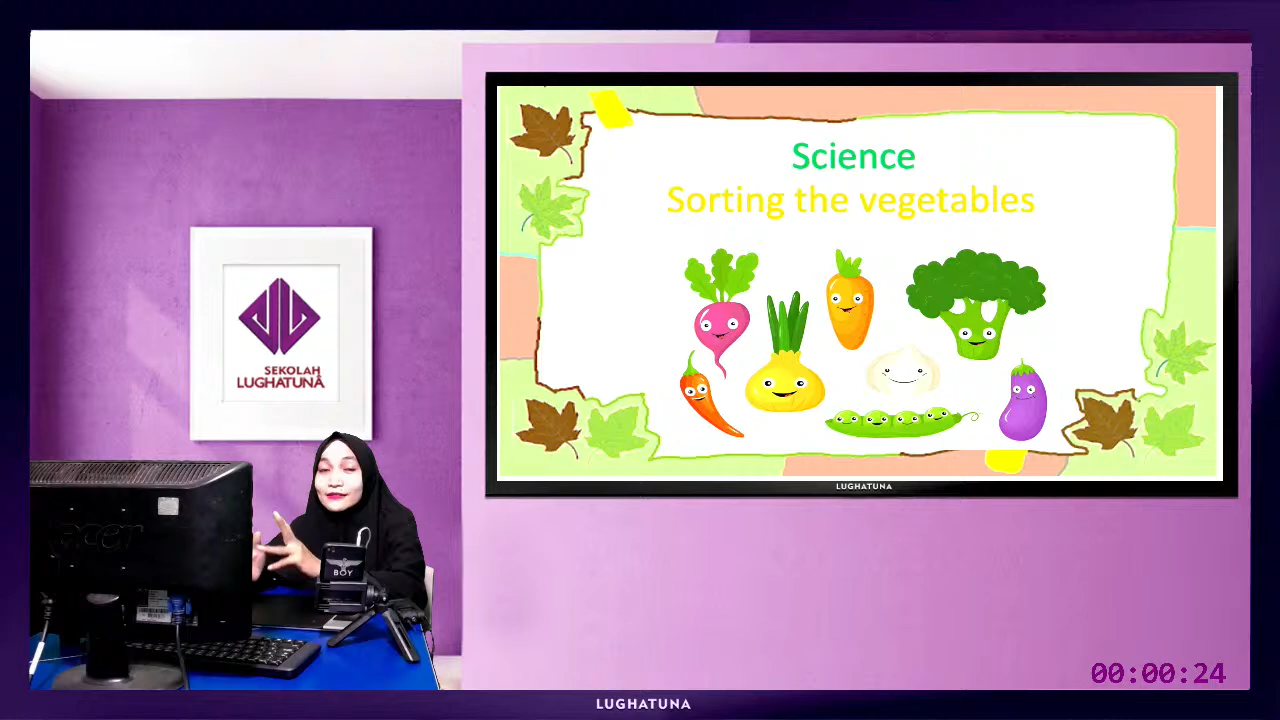 Science
Sorting the vegetables
SEKOLAH
LUGHATUNA
acer
BOY
LUGHATUNA
00:00:24
LUGHATUNA